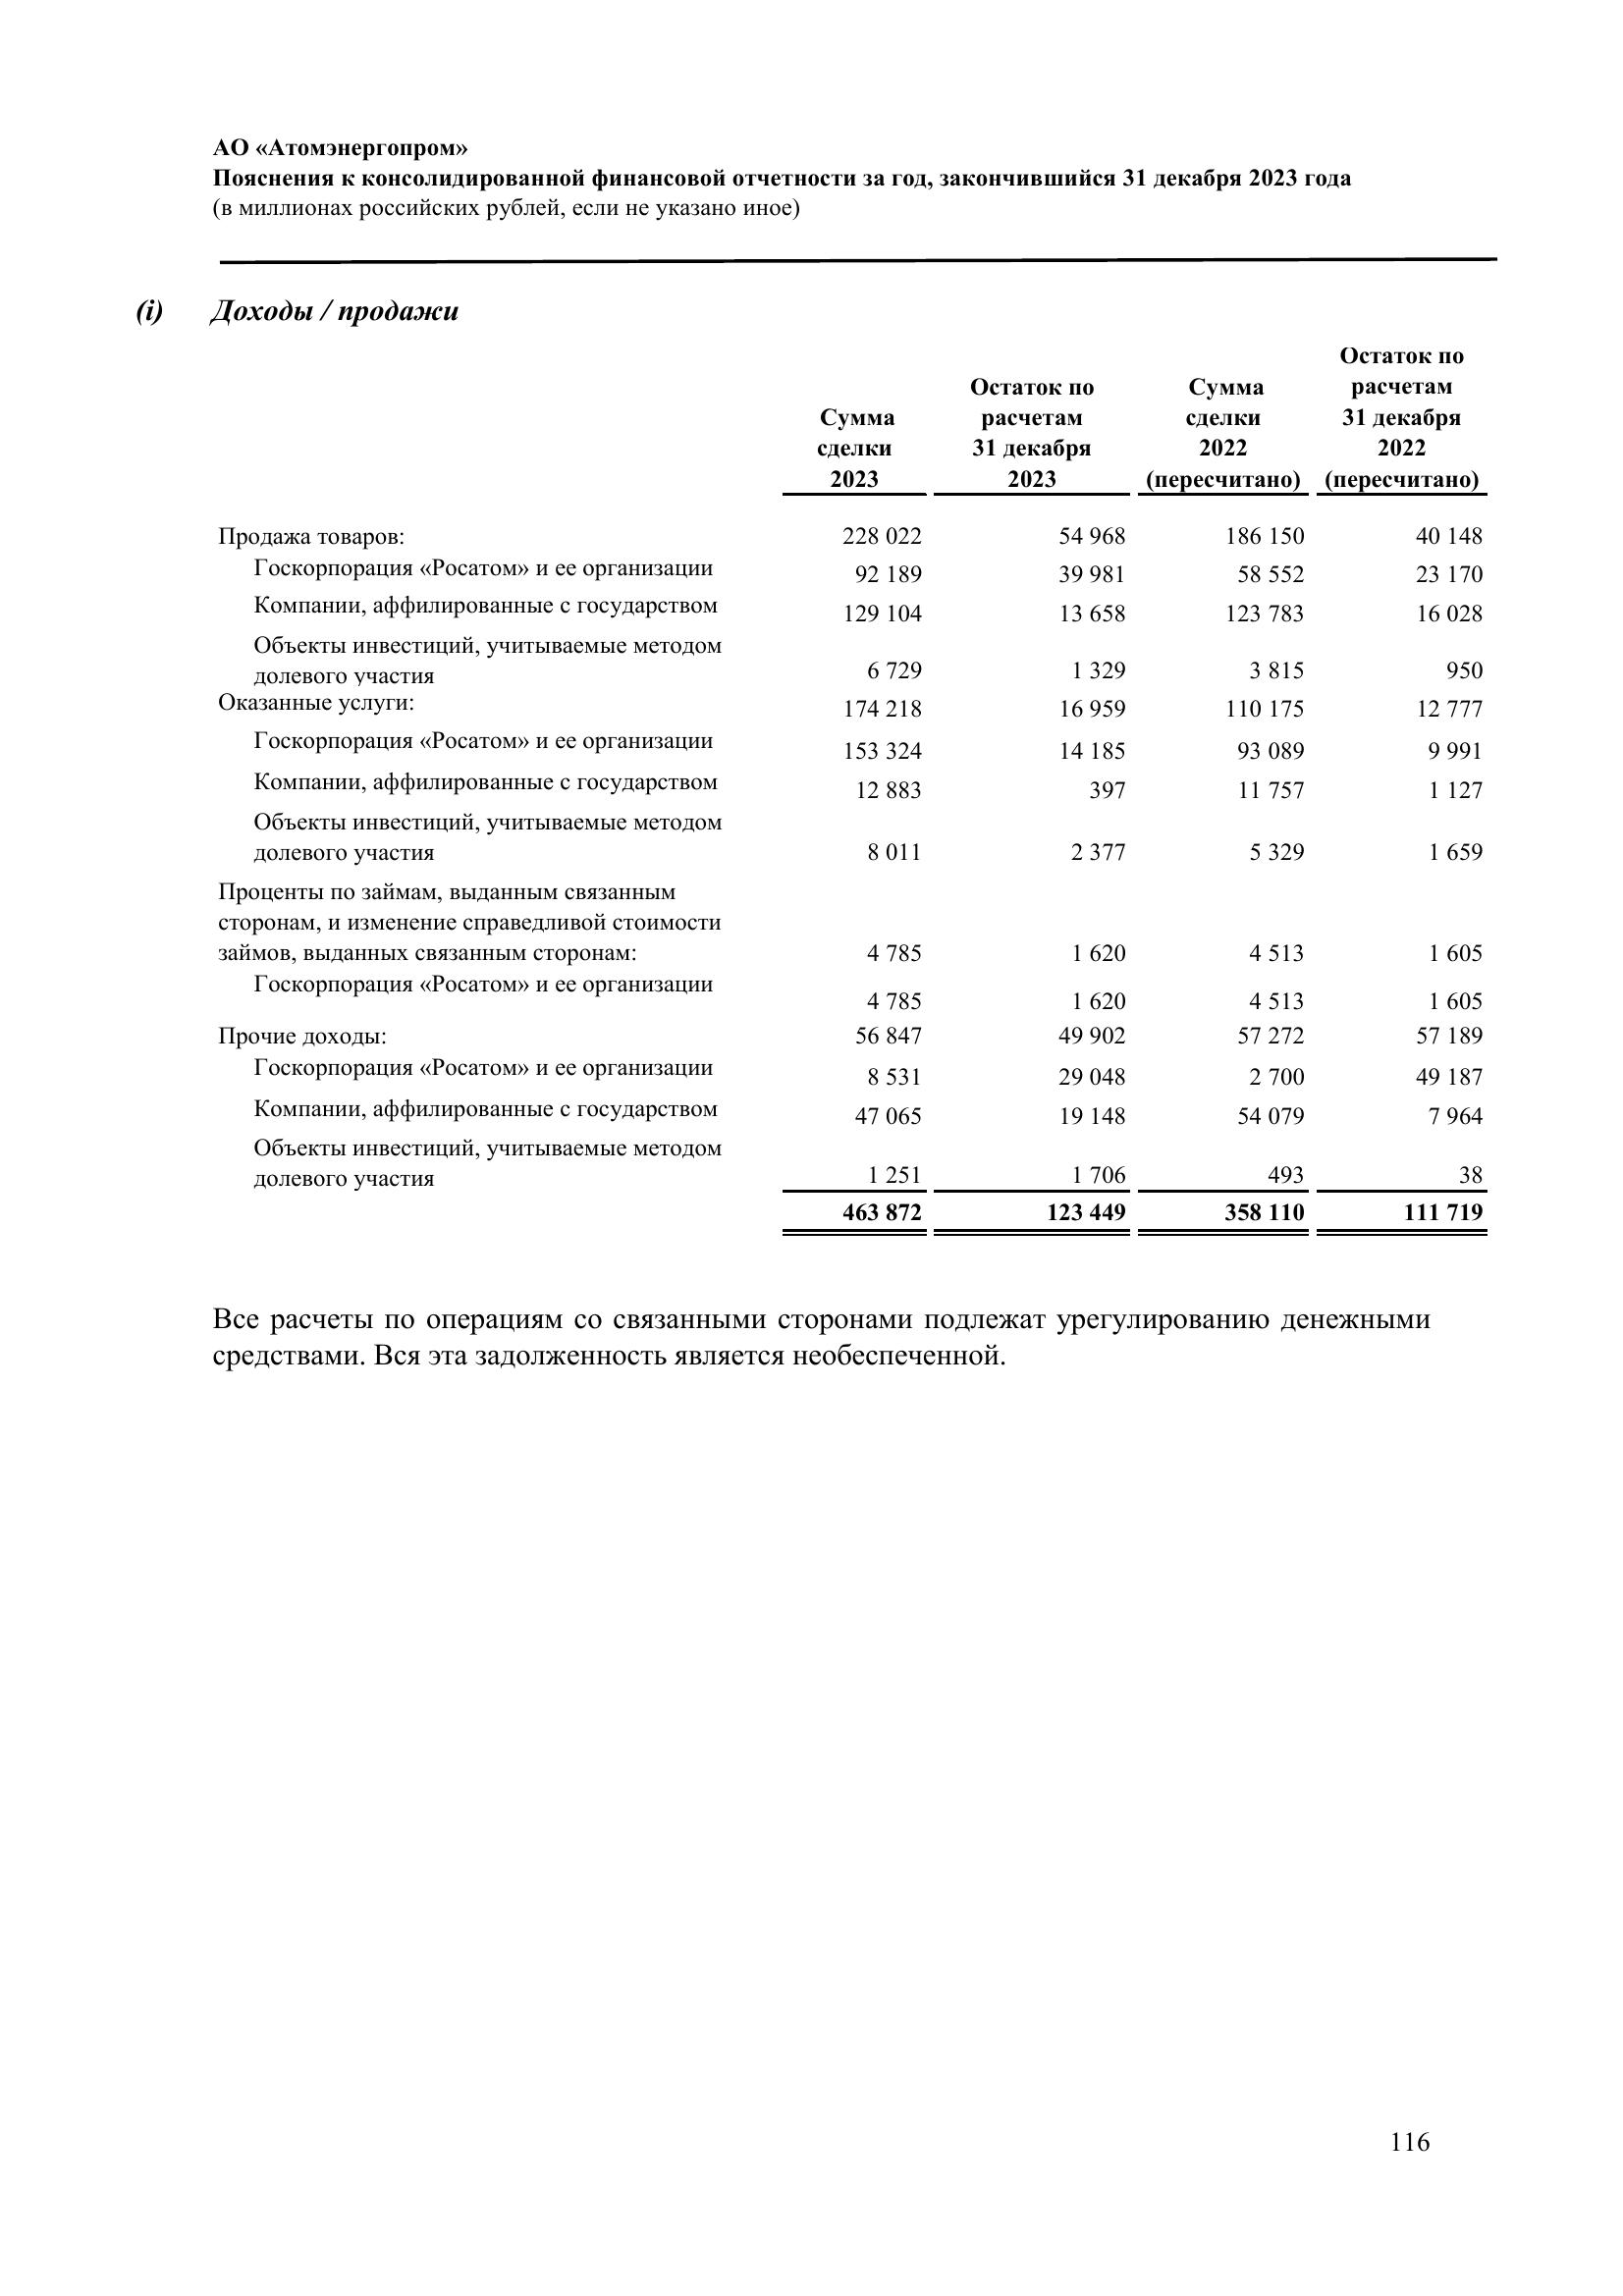 АО «Атомэнергопром»
Пояснения к консолидированной финансовой отчетности за год, закончившийся 31 декабря 2023 года
(в миллионах российских рублей, если не указано иное)
(i) Доходы / продажи
Сумма сделки 2023 Остаток по расчетам 31 декабря 2023 Сумма сделки 2022 (пересчитано) Остаток по расчетам 31 декабря 2022 (пересчитано)
Продажа товаров: 228 022 54 968 186 150 40 148
Госкорпорация «Росатом» и ее организации 92 189 39 981 58 552 23 170
Компании, аффилированные с государством 129 104 13 658 123 783 16 028
Объекты инвестиций, учитываемые методом
долевого участия 6 729 1 329 3 815 950
Оказанные услуги: 174 218 16 959 110 175 12 777
Госкорпорация «Росатом» и ее организации 153 324 14 185 93 089 9 991
Компании, аффилированные с государством 12 883 397 11 757 1 127
Объекты инвестиций, учитываемые методом
долевого участия 8 011 2 377 5 329 1 659
Проценты по займам, выданным связанным
сторонам, и изменение справедливой стоимости
займов, выданных связанным сторонам: 4 785 1 620 4 513 1 605
Госкорпорация «Росатом» и ее организации 4 785 1 620 4 513 1 605
Прочие доходы: 56 847 49 902 57 272 57 189
Госкорпорация «Росатом» и ее организации 8 531 29 048 2 700 49 187
Компании, аффилированные с государством 47 065 19 148 54 079 7 964
Объекты инвестиций, учитываемые методом
долевого участия 1 251 1 706 493 38
463 872 123 449 358 110 111 719
Все расчеты по операциям со связанными сторонами подлежат урегулированию денежными
средствами. Вся эта задолженность является необеспеченной.
116